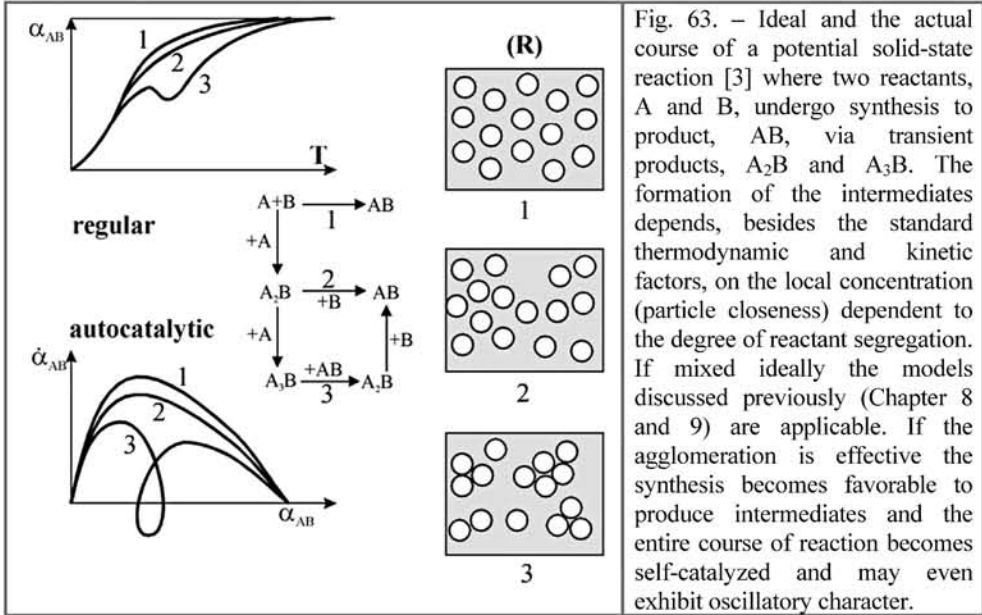 α_AB
1
2
3
T
regular
A+B
1
AB
+A
A₂B
2
+B
AB
autocatalytic
+A
+B
α̇_AB
A₃B
+AB
3
A₂B
1
2
3
α_AB
(R)
1
2
3
Fig. 63. – Ideal and the actual
course of a potential solid-state
reaction [3] where two reactants,
A and B, undergo synthesis to
product, AB, via transient
products, A₂B and A₃B. The
formation of the intermediates
depends, besides the standard
thermodynamic and kinetic
factors, on the local concentration
(particle closeness) dependent to
the degree of reactant segregation.
If mixed ideally the models
discussed previously (Chapter 8
and 9) are applicable. If the
agglomeration is effective the
synthesis becomes favorable to
produce intermediates and the
entire course of reaction becomes
self-catalyzed and may even
exhibit oscillatory character.